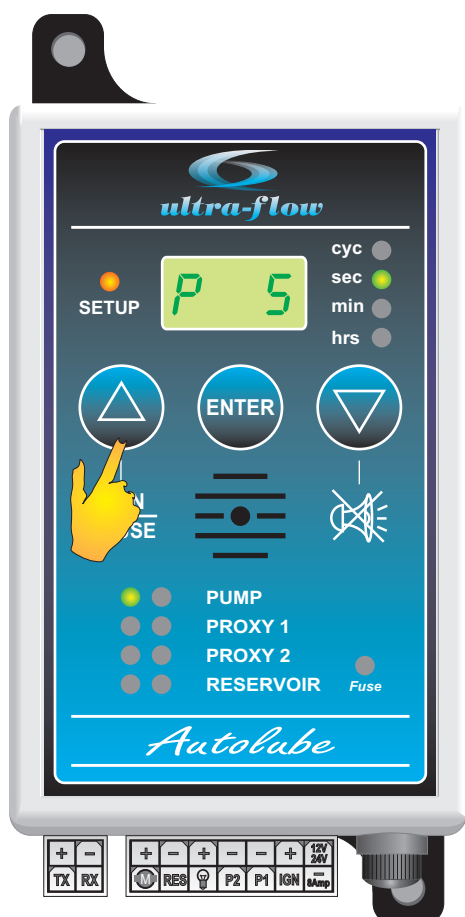 ultra-flow
cyc
sec
min
hrs
SETUP
P 5
ENTER
PUMP
PROXY 1
PROXY 2
RESERVOIR
Fuse
Autolube
+ - + - + - - + 12V 24V
TX RX M RES P2 P1 IGN - 8Amp